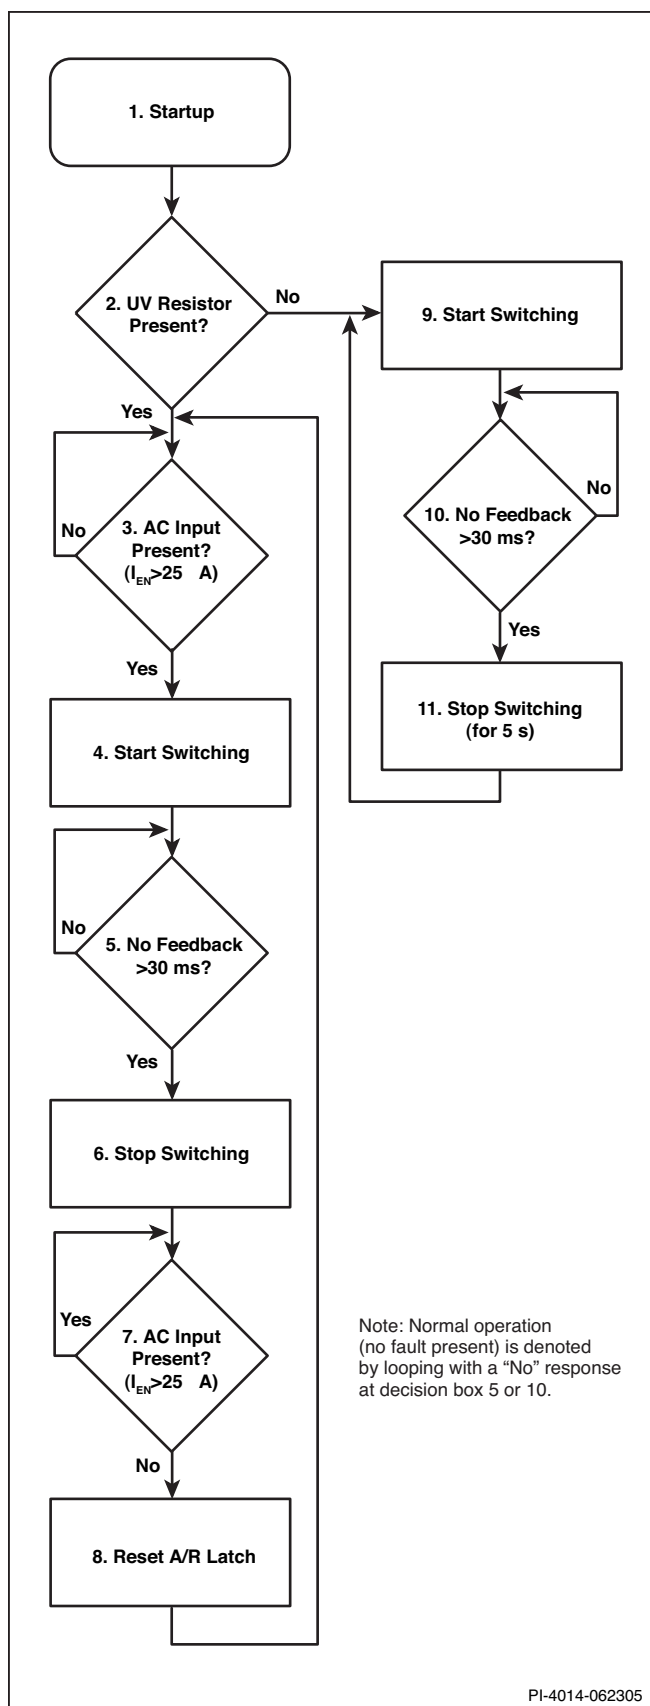 1. Startup
2. UV Resistor
Present?
No
Yes
No
3. AC Input
Present?
(IEN>25 A)
Yes
4. Start Switching
No
5. No Feedback
>30 ms?
Yes
6. Stop Switching
Yes
7. AC Input
Present?
(IEN>25 A)
No
8. Reset A/R Latch
9. Start Switching
No
10. No Feedback
>30 ms?
Yes
11. Stop Switching
(for 5 s)
Note: Normal operation
(no fault present) is denoted
by looping with a “No” response
at decision box 5 or 10.
PI-4014-062305